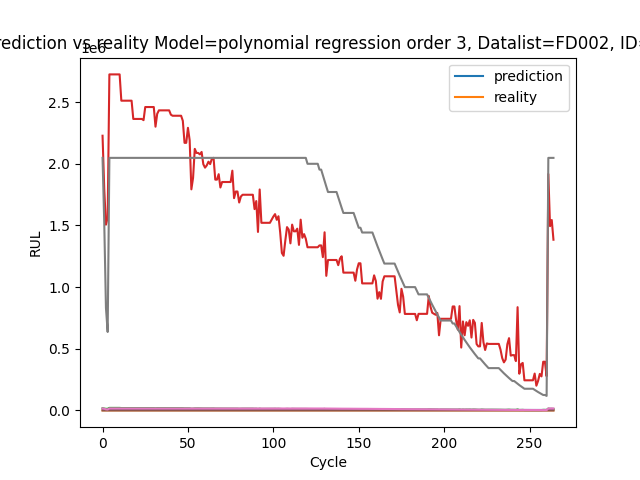 rediction vs reality Model=polynomial regression order 3, Datalist=FD002, ID=
1e6
prediction
reality
2.5
2.0
1.5
1.0
0.5
0.0
RUL
0 50 100 150 200 250
Cycle